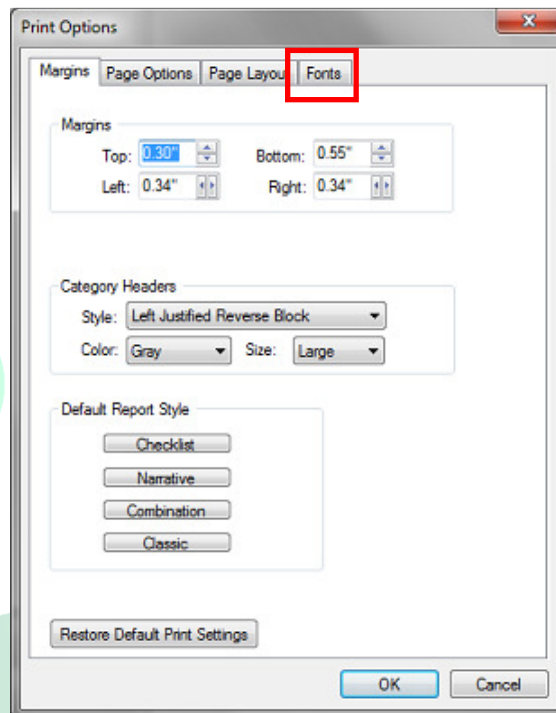 Print Options
Margins Page Options Page Layout Fonts
Margins
Top: 0.30" Bottom: 0.55"
Left: 0.34" Right: 0.34"
Category Headers
Style: Left Justified Reverse Block
Color: Gray Size: Large
Default Report Style
Checklist
Narrative
Combination
Classic
Restore Default Print Settings
OK Cancel